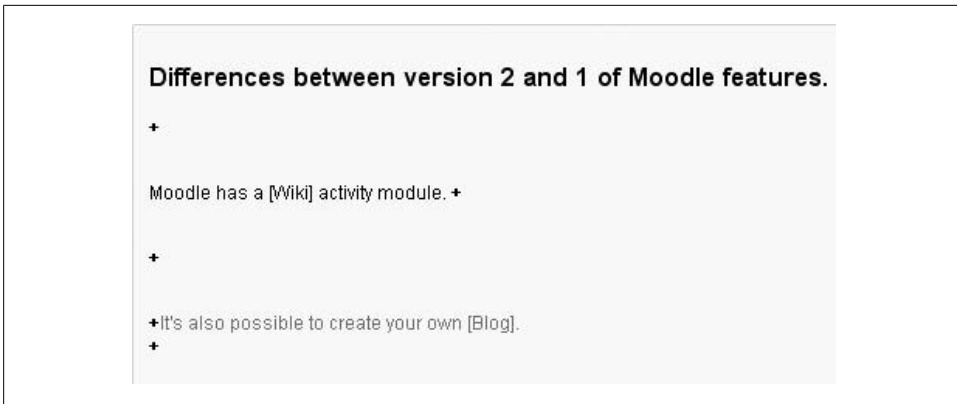 Differences between version 2 and 1 of Moodle features.
+
Moodle has a [Wiki] activity module. +
+
+It's also possible to create your own [Blog].
+